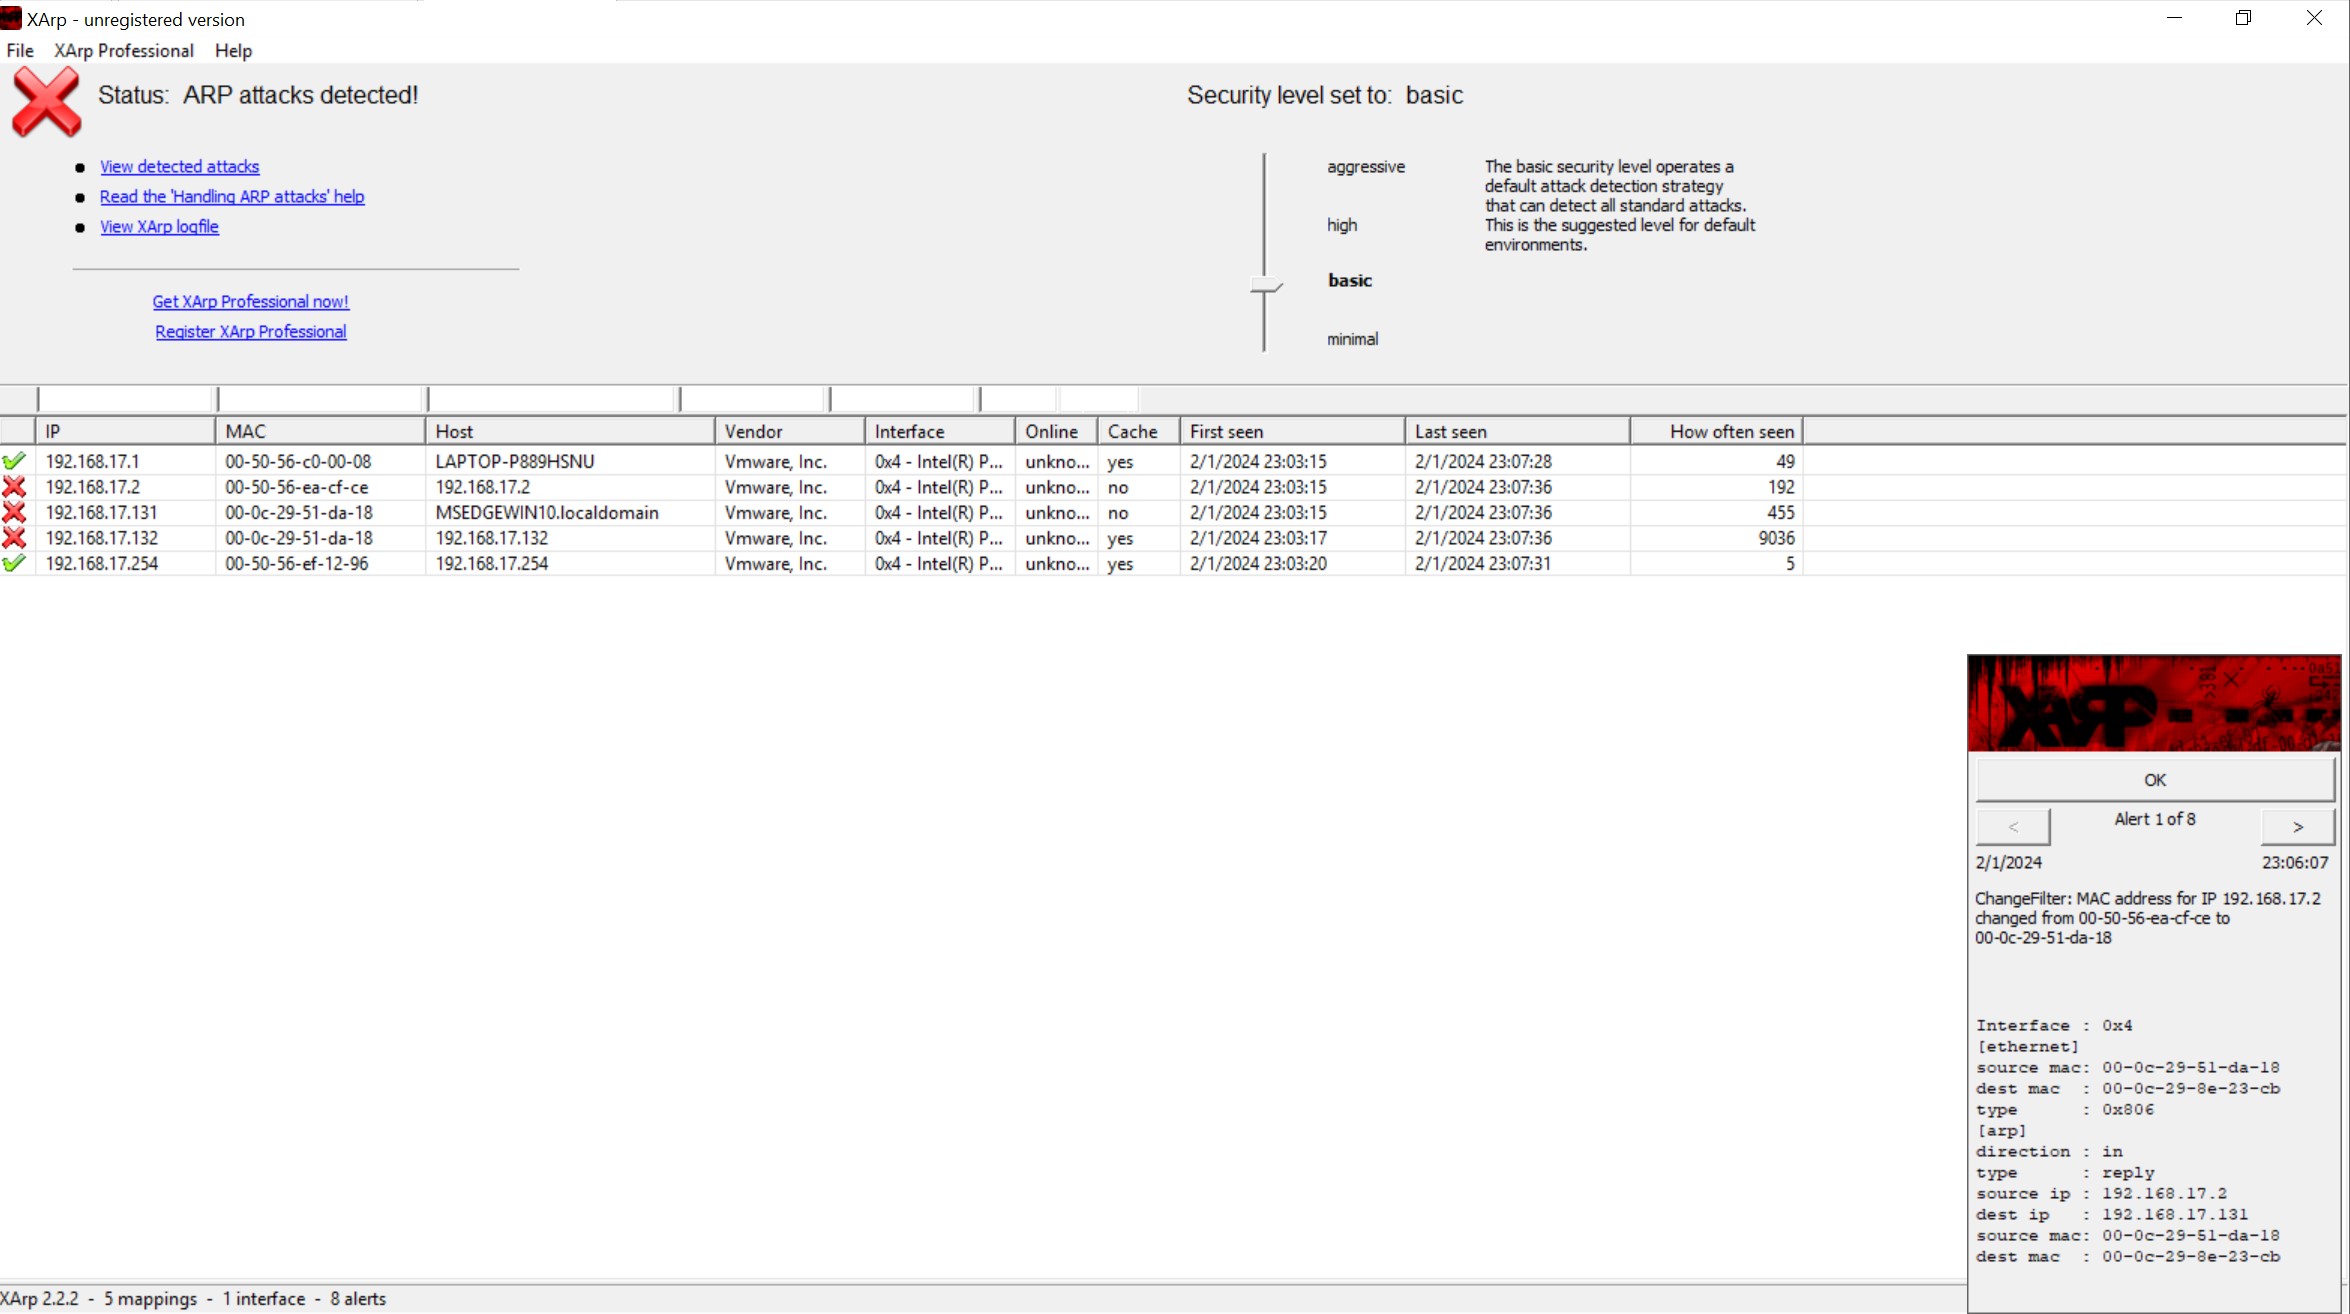 XArp - unregistered version
File XArp Professional Help
Status: ARP attacks detected!
View detected attacks
Read the 'Handling ARP attacks' help
View XArp logfile
Get XArp Professional now!
Register XArp Professional
Security level set to: basic
aggressive
high
basic
minimal
The basic security level operates a
default attack detection strategy
that can detect all standard attacks.
This is the suggested level for default
environments.
IP MAC Host Vendor Interface Online Cache First seen Last seen How often seen
192.168.17.1 00-50-56-c0-00-08 LAPTOP-P889HSNU Vmware, Inc. 0x4 - Intel(R) P... unkno... yes 2/1/2024 23:03:15 2/1/2024 23:07:28 49
192.168.17.2 00-50-56-ea-cf-ce 192.168.17.2 Vmware, Inc. 0x4 - Intel(R) P... unkno... no 2/1/2024 23:03:15 2/1/2024 23:07:36 192
192.168.17.131 00-0c-29-51-da-18 MSEDGEWIN10.localdomain Vmware, Inc. 0x4 - Intel(R) P... unkno... no 2/1/2024 23:03:15 2/1/2024 23:07:36 455
192.168.17.132 00-0c-29-51-da-18 192.168.17.132 Vmware, Inc. 0x4 - Intel(R) P... unkno... yes 2/1/2024 23:03:17 2/1/2024 23:07:36 9036
192.168.17.254 00-50-56-ef-12-96 192.168.17.254 Vmware, Inc. 0x4 - Intel(R) P... unkno... yes 2/1/2024 23:03:20 2/1/2024 23:07:31 5
XARP
OK
< Alert 1 of 8 >
2/1/2024 23:06:07
ChangeFilter: MAC address for IP 192.168.17.2
changed from 00-50-56-ea-cf-ce to
00-0c-29-51-da-18
Interface : 0x4
[ethernet]
source mac: 00-0c-29-51-da-18
dest mac : 00-0c-29-8e-23-cb
type : 0x806
[arp]
direction : in
type : reply
source ip : 192.168.17.2
dest ip : 192.168.17.131
source mac: 00-0c-29-51-da-18
dest mac : 00-0c-29-8e-23-cb
XArp 2.2.2 - 5 mappings - 1 interface - 8 alerts